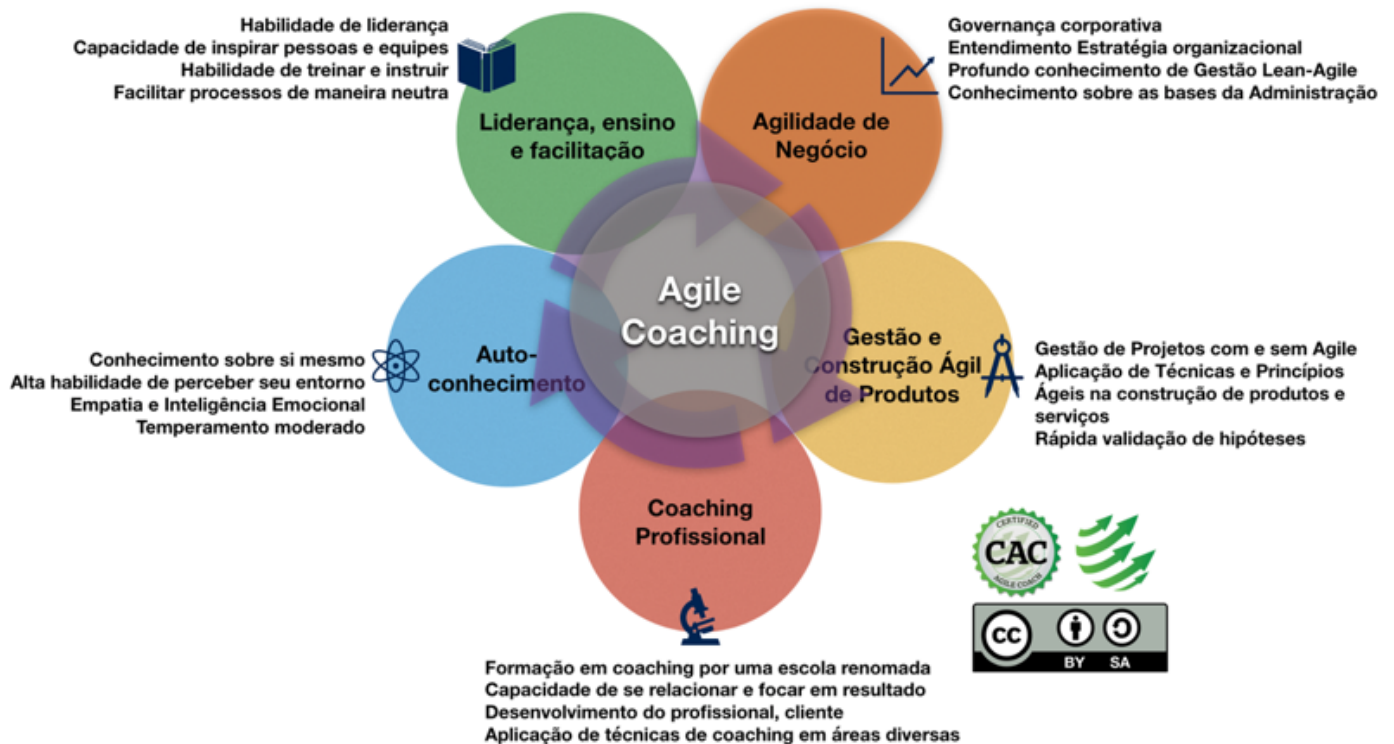 Habilidade de liderança
Capacidade de inspirar pessoas e equipes
Habilidade de treinar e instruir
Facilitar processos de maneira neutra
Liderança, ensino
e facilitação
Governança corporativa
Entendimento Estratégia organizacional
Profundo conhecimento de Gestão Lean-Agile
Conhecimento sobre as bases da Administração
Agilidade de
Negócio
Agile
Coaching
Conhecimento sobre si mesmo
Alta habilidade de perceber seu entorno
Empatia e Inteligência Emocional
Temperamento moderado
Auto-
conhecimento
Gestão e
Construção Ágil
de Produtos
Gestão de Projetos com e sem Agile
Aplicação de Técnicas e Princípios
Ágeis na construção de produtos e
serviços
Rápida validação de hipóteses
Coaching
Profissional
Formação em coaching por uma escola renomada
Capacidade de se relacionar e focar em resultado
Desenvolvimento do profissional, cliente
Aplicação de técnicas de coaching em áreas diversas
CERTIFIED
CAC
AGILE COACH
cc
BY SA